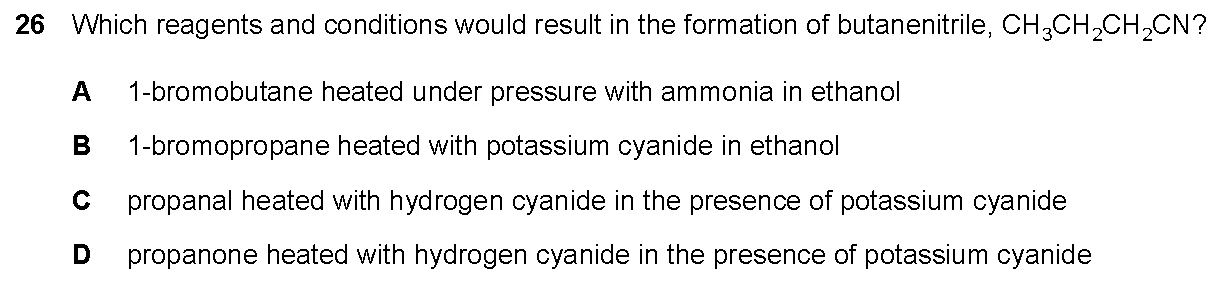 26 Which reagents and conditions would result in the formation of butanenitrile, CH₃CH₂CH₂CN?
A 1-bromobutane heated under pressure with ammonia in ethanol
B 1-bromopropane heated with potassium cyanide in ethanol
C propanal heated with hydrogen cyanide in the presence of potassium cyanide
D propanone heated with hydrogen cyanide in the presence of potassium cyanide